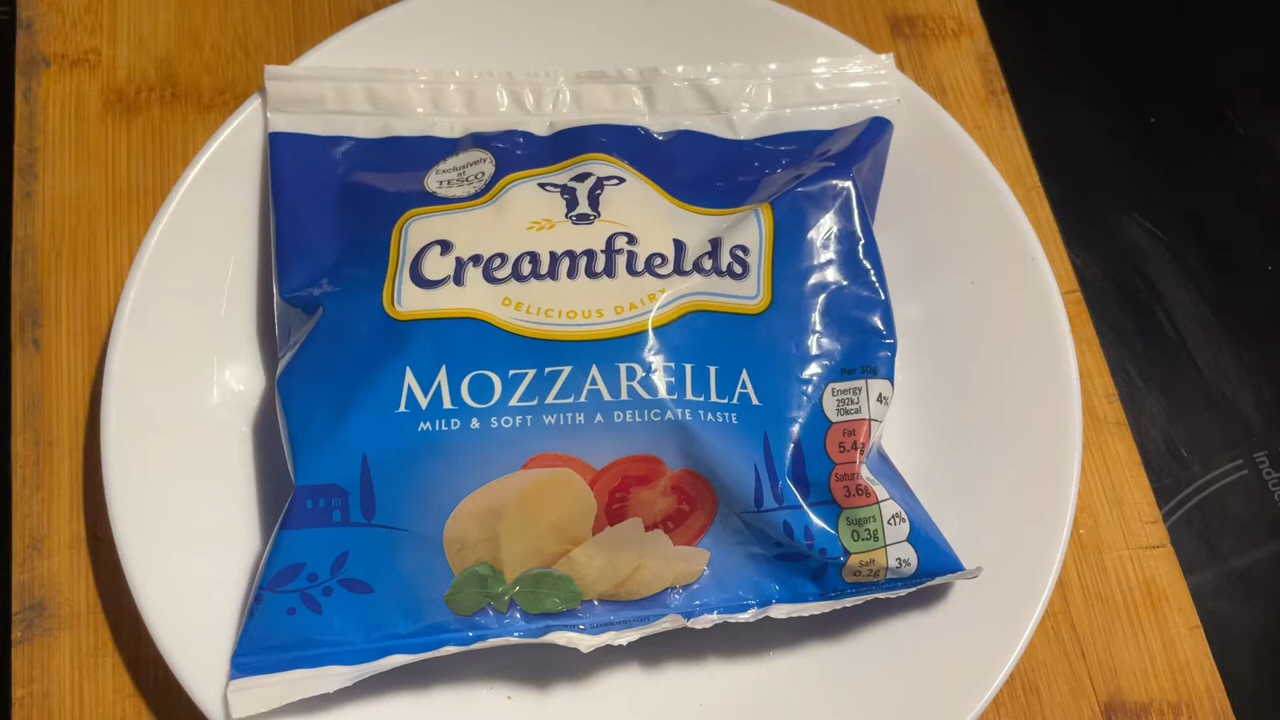 Exclusively
at
TESCO
Creamfields
DELICIOUS DAIRY
MOZZARELLA
MILD & SOFT WITH A DELICATE TASTE
Per 30g
Energy
292kJ
70kcal
4%
Fat
5.4g
3.6g
Sugars
0.3g
<1%
Salt
0.2g
3%